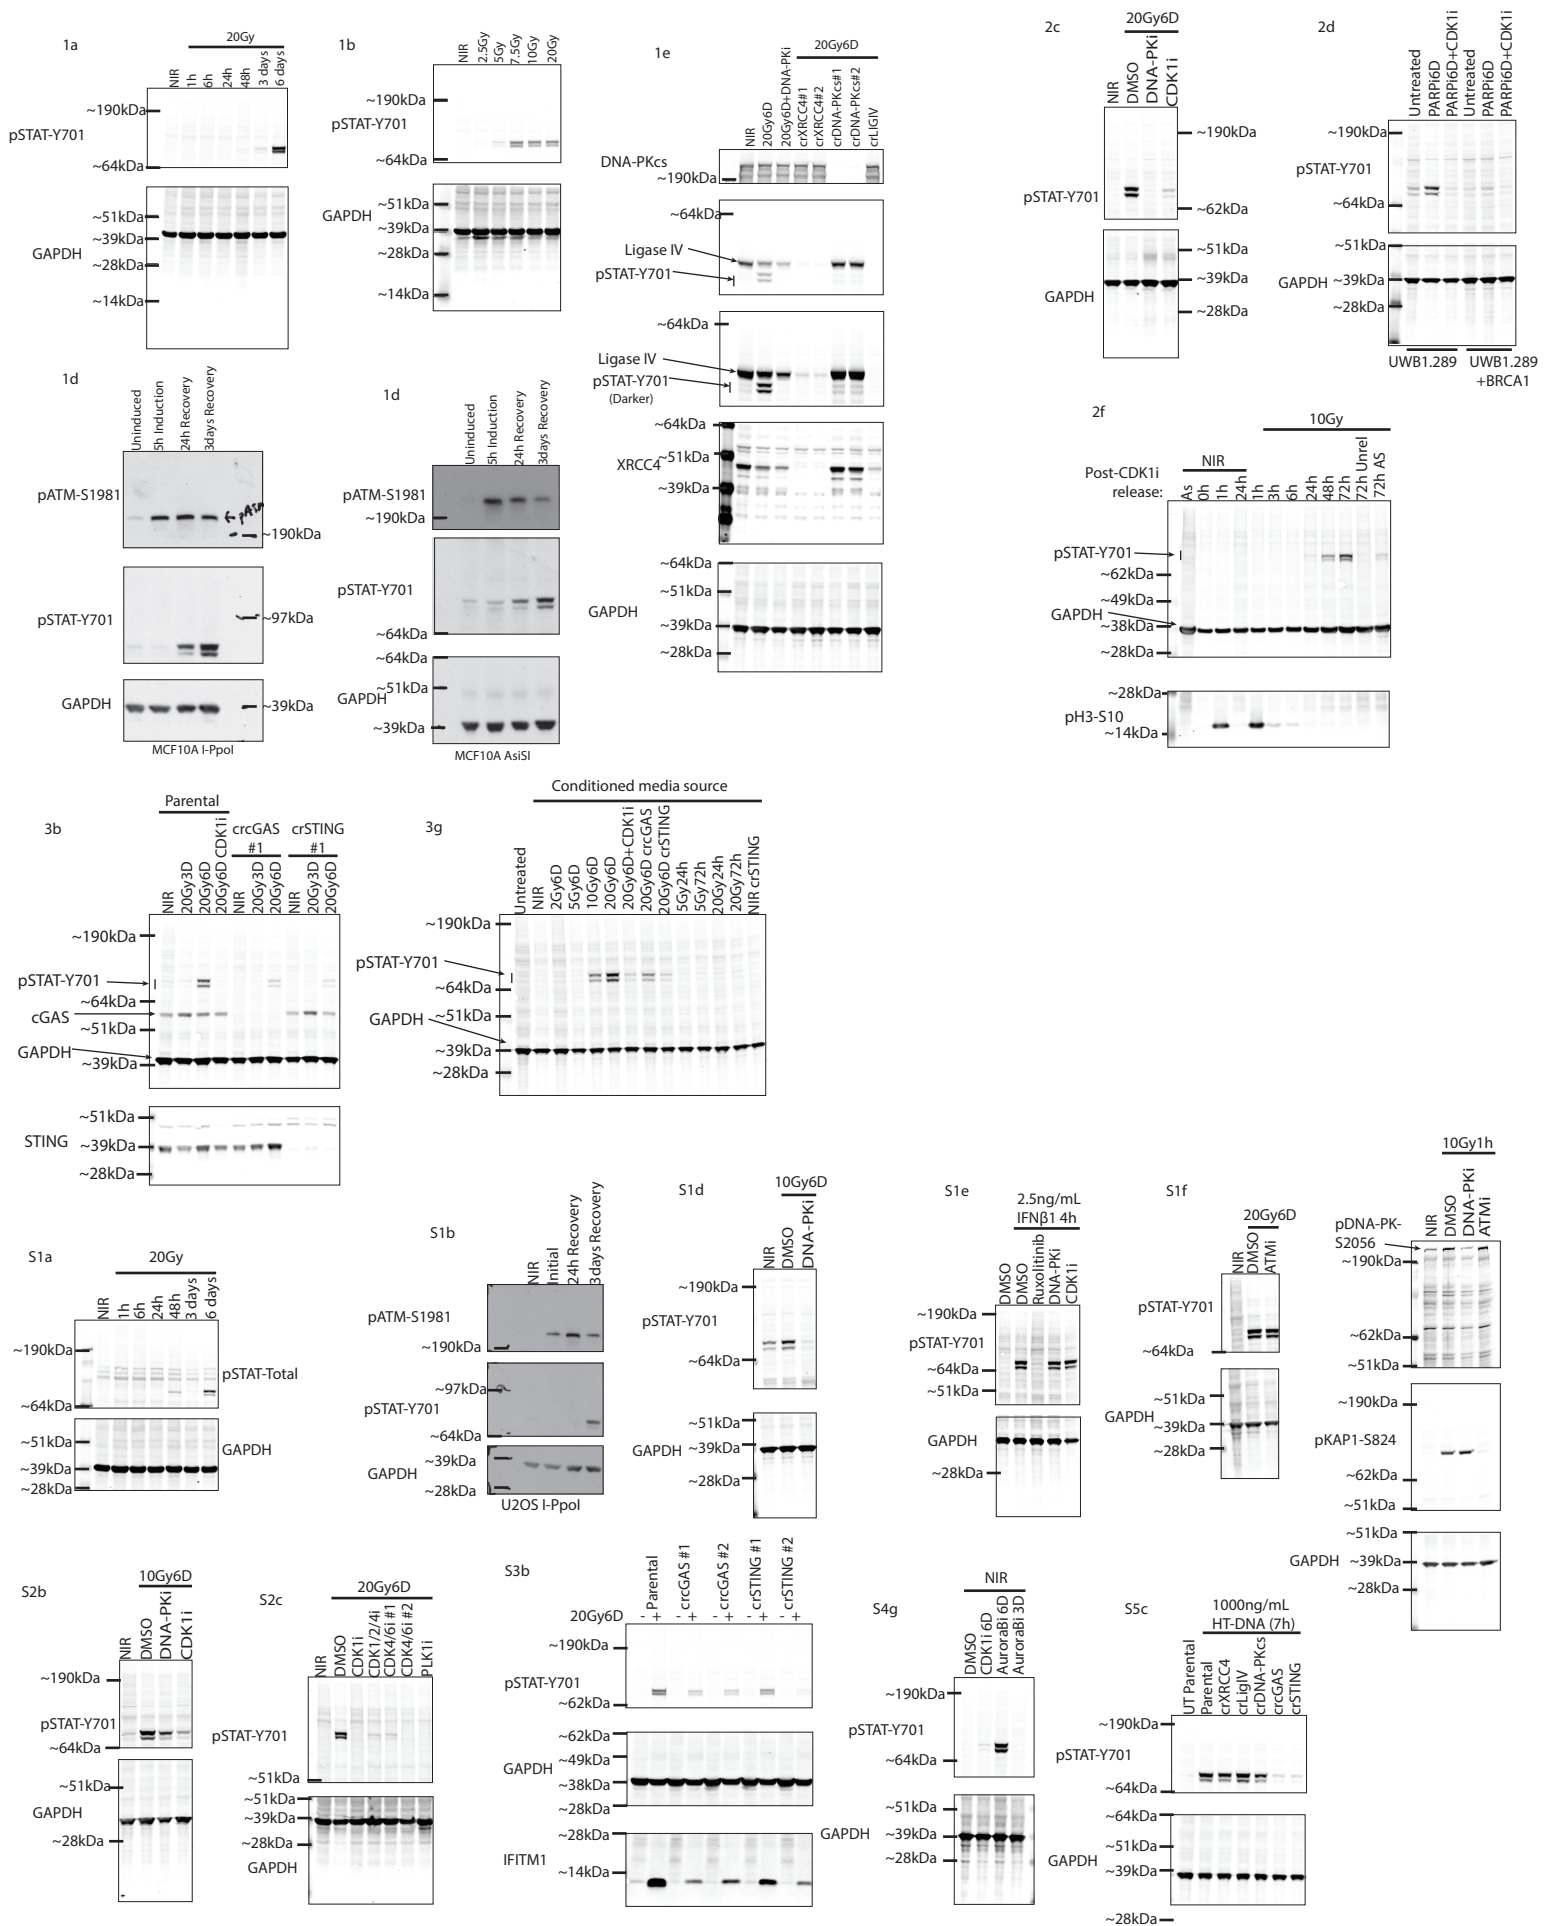 1a
20Gy
NIR
1h
6h
24h
48h
3 days
6 days
~190kDa
pSTAT-Y701
~64kDa
~51kDa
~39kDa
GAPDH
~28kDa
~14kDa
1b
NIR
2.5Gy
5Gy
7.5Gy
10Gy
20Gy
~190kDa
pSTAT-Y701
~64kDa
~51kDa
GAPDH
~39kDa
~28kDa
~14kDa
1e
20Gy6D
NIR
20Gy6D
20Gy6D+DNA-PKi
crXRCC4#1
crXRCC4#2
crDNA-PKcs#1
crDNA-PKcs#2
crLIGIV
DNA-PKcs
~190kDa
~64kDa
Ligase IV
pSTAT-Y701
~64kDa
Ligase IV
pSTAT-Y701
(Darker)
~64kDa
XRCC4
~51kDa
~39kDa
~64kDa
~51kDa
GAPDH
~39kDa
~28kDa
2c
20Gy6D
NIR
DMSO
DNA-PKi
CDK1i
~190kDa
pSTAT-Y701
~62kDa
~51kDa
~39kDa
GAPDH
~28kDa
2d
Untreated
PARPi6D
PARPi6D+CDK1i
Untreated
PARPi6D
PARPi6D+CDK1i
~190kDa
pSTAT-Y701
~64kDa
~51kDa
GAPDH ~39kDa
~28kDa
UWB1.289
UWB1.289
+BRCA1
1d
Uninduced
5h Induction
24h Recovery
3days Recovery
pATM-S1981
~190kDa
pSTAT-Y701
~97kDa
GAPDH
~39kDa
MCF10A I-PpoI
1d
Uninduced
5h Induction
24h Recovery
3days Recovery
pATM-S1981
~190kDa
pSTAT-Y701
~64kDa
~64kDa
~51kDa
GAPDH
~39kDa
MCF10A AsiSI
2f
10Gy
NIR
Post-CDK1i
release:
As
0h
1h
24h
1h
3h
6h
24h
48h
72h
72h Unrel
72h AS
pSTAT-Y701
~62kDa
~49kDa
GAPDH
~38kDa
~28kDa
~28kDa
pH3-S10
~14kDa
3b
Parental
crcGAS
#1
crSTING
#1
NIR
20Gy3D
20Gy6D
20Gy6D CDK1i
NIR
20Gy3D
20Gy6D
NIR
20Gy3D
20Gy6D
~190kDa
pSTAT-Y701
~64kDa
cGAS
~51kDa
GAPDH
~39kDa
~51kDa
STING ~39kDa
~28kDa
3g
Conditioned media source
Untreated
NIR
2Gy6D
5Gy6D
10Gy6D
20Gy6D
20Gy6D+CDK1i
20Gy6D crcGAS
20Gy6D crSTING
5Gy24h
5Gy72h
20Gy24h
20Gy72h
NIR crSTING
~190kDa
pSTAT-Y701
~64kDa
~51kDa
GAPDH
~39kDa
~28kDa
S1a
20Gy
NIR
1h
6h
24h
48h
3 days
6 days
~190kDa
pSTAT-Total
~64kDa
~51kDa
GAPDH
~39kDa
~28kDa
S1b
NIR
Initial
24h Recovery
3days Recovery
pATM-S1981
~190kDa
~97kDa
pSTAT-Y701
~64kDa
~39kDa
GAPDH
~28kDa
U2OS I-PpoI
S1d
10Gy6D
NIR
DMSO
DNA-PKi
~190kDa
pSTAT-Y701
~64kDa
~51kDa
GAPDH ~39kDa
~28kDa
S1e
2.5ng/mL
IFNβ1 4h
DMSO
DMSO
Ruxolitinib
DNA-PKi
CDK1i
~190kDa
pSTAT-Y701
~64kDa
~51kDa
GAPDH
~28kDa
S1f
20Gy6D
NIR
DMSO
ATMi
pSTAT-Y701
~64kDa
~51kDa
GAPDH
~39kDa
~28kDa
10Gy1h
NIR
DMSO
DNA-PKi
ATMi
pDNA-PK-
S2056
~190kDa
~62kDa
~51kDa
~190kDa
pKAP1-S824
~62kDa
~51kDa
~51kDa
GAPDH ~39kDa
~28kDa
S2b
10Gy6D
NIR
DMSO
DNA-PKi
CDK1i
~190kDa
pSTAT-Y701
~64kDa
~51kDa
GAPDH
~28kDa
S2c
20Gy6D
NIR
DMSO
CDK1i
CDK1/2/4i
CDK4/6i #1
CDK4/6i #2
PLK1i
pSTAT-Y701
~51kDa
~51kDa
~39kDa
~28kDa
GAPDH
S3b
Parental
crcGAS #1
crcGAS #2
crSTING #1
crSTING #2
20Gy6D - + - + - + - + - +
~190kDa
pSTAT-Y701
~62kDa
~62kDa
~49kDa
GAPDH
~38kDa
~28kDa
~28kDa
IFITM1
~14kDa
S4g
NIR
DMSO
CDK1i 6D
AuroraBi 6D
AuroraBi 3D
~190kDa
pSTAT-Y701
~64kDa
~51kDa
GAPDH ~39kDa
~28kDa
S5c
1000ng/mL
HT-DNA (7h)
UT Parental
Parental
crXRCC4
crLigIV
crDNA-PKcs
crcGAS
crSTING
~190kDa
pSTAT-Y701
~64kDa
~64kDa
~51kDa
GAPDH
~39kDa
~28kDa